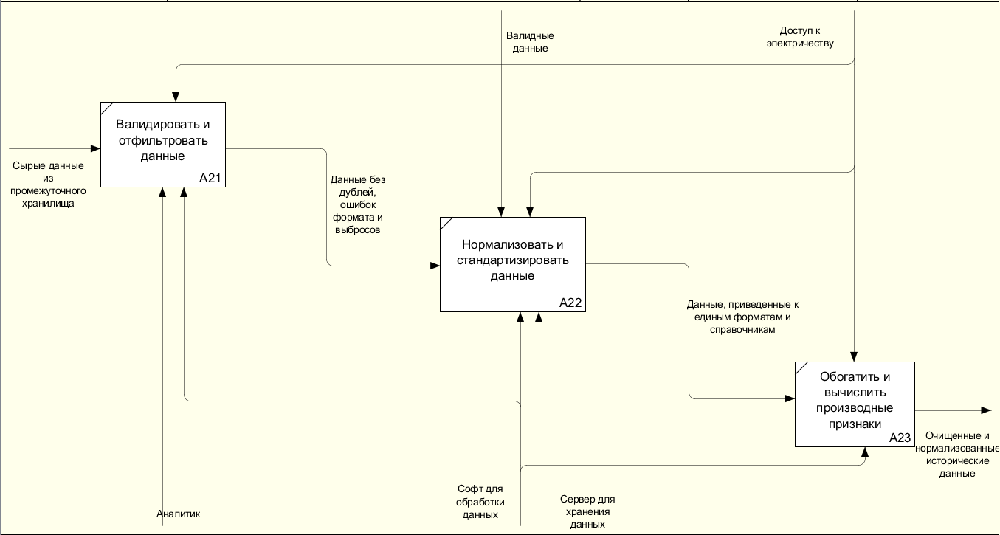 Валидные
данные
Доступ к
электричеству
Валидировать и
отфильтровать
данные
A21
Сырые данные
из
промежуточного
хранилища
Данные без
дублей,
ошибок
формата и
выбросов
Нормализовать и
стандартизировать
данные
A22
Данные, приведенные к
единым форматам и
справочникам
Обогатить и
вычислить
производные
признаки
A23
Очищенные и
нормализованные
исторические
данные
Аналитик
Софт для
обработки
данных
Сервер для
хранения
данных